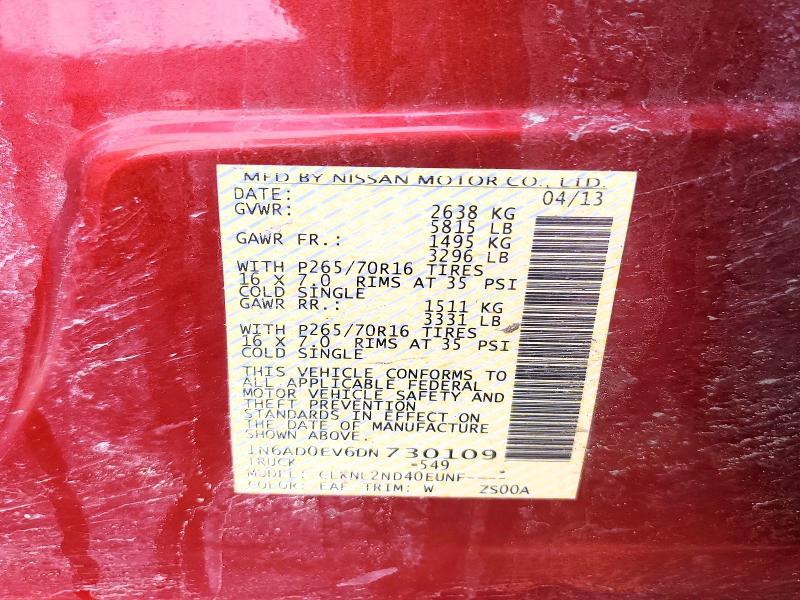 MFD BY NISSAN MOTOR CO., LTD.
DATE: 04/13
GVWR: 2638 KG
5815 LB
GAWR FR.: 1495 KG
3296 LB
WITH P265/70R16 TIRES
16 X 7.0 RIMS AT 35 PSI
COLD SINGLE
GAWR RR.: 1511 KG
3331 LB
WITH P265/70R16 TIRES
16 X 7.0 RIMS AT 35 PSI
COLD SINGLE
THIS VEHICLE CONFORMS TO
ALL APPLICABLE FEDERAL
MOTOR VEHICLE SAFETY AND
THEFT PREVENTION
STANDARDS IN EFFECT ON
THE DATE OF MANUFACTURE
SHOWN ABOVE.
1N6AD0EV6DN730109
TRUCK -549
MODEL: CLRNL2ND40EUNF----
COLOR: EAF TRIM: W ZS00A